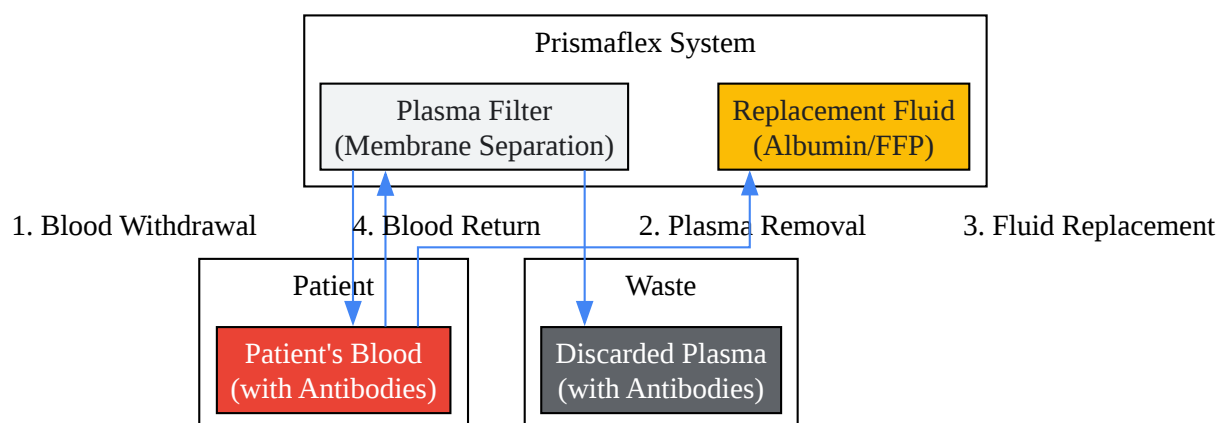 Prismaflex System
Plasma Filter
(Membrane Separation)
Replacement Fluid
(Albumin/FFP)
1. Blood Withdrawal
4. Blood Return
2. Plasma Removal
3. Fluid Replacement
Patient
Waste
Patient's Blood
(with Antibodies)
Discarded Plasma
(with Antibodies)